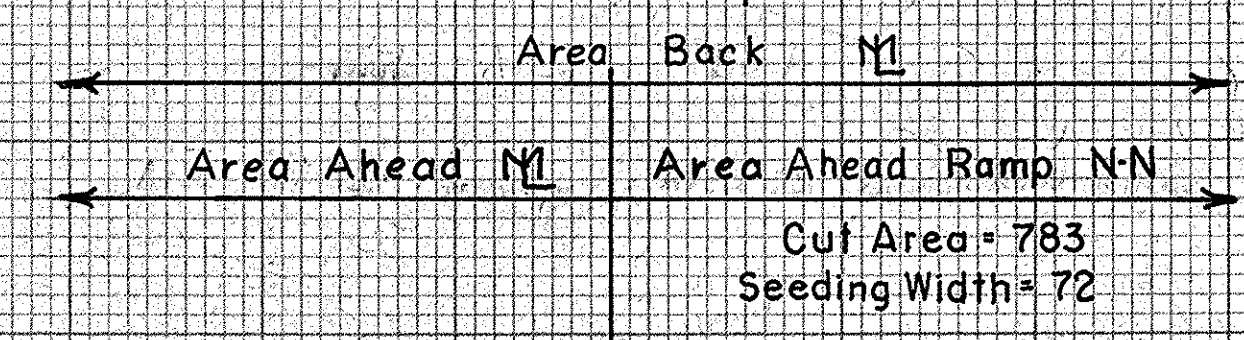 Area Back ML
Area Ahead ML Area Ahead Ramp N-N
Cut Area = 783
Seeding Width = 72